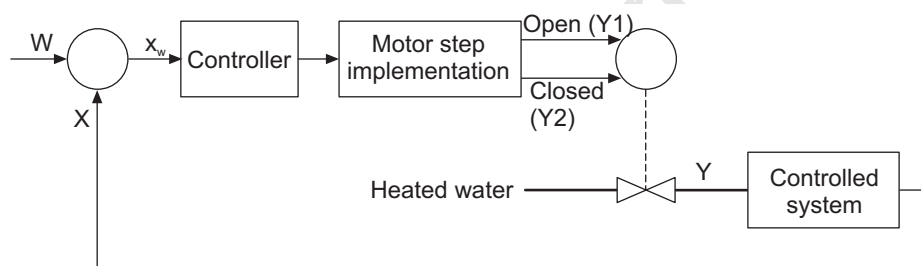 Open (Y1)
W
xw
Controller
Motor step
implementation
Closed
(Y2)
X
Heated water
Y
Controlled
system